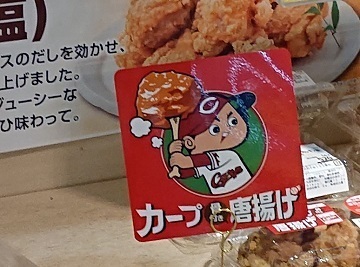 塩)
スのだしを効かせ、
上げました。
ューシーな
ひ味わって。
C
Carp
カープ
唐揚げ